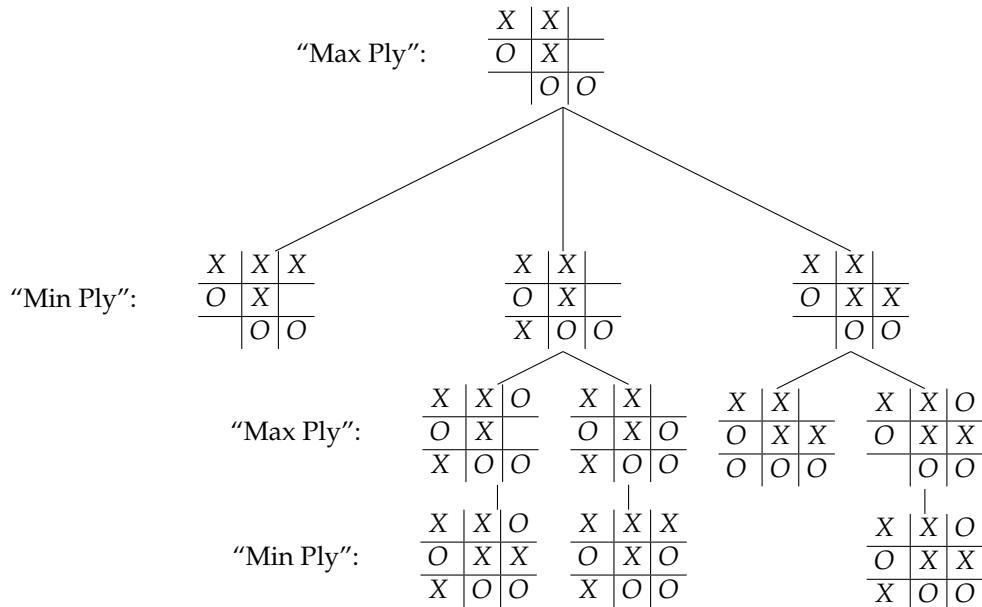 X X
“Max Ply”: O X
O O
X X X X X X X
“Min Ply”: O X O X O X X
O O X O O O O
X X O X X X X X X O
“Max Ply”: O X O X O O X X O X X
X O O X O O O O O O O
X X O X X X X X O
“Min Ply”: O X X O X O O X X
X O O X O O X O O